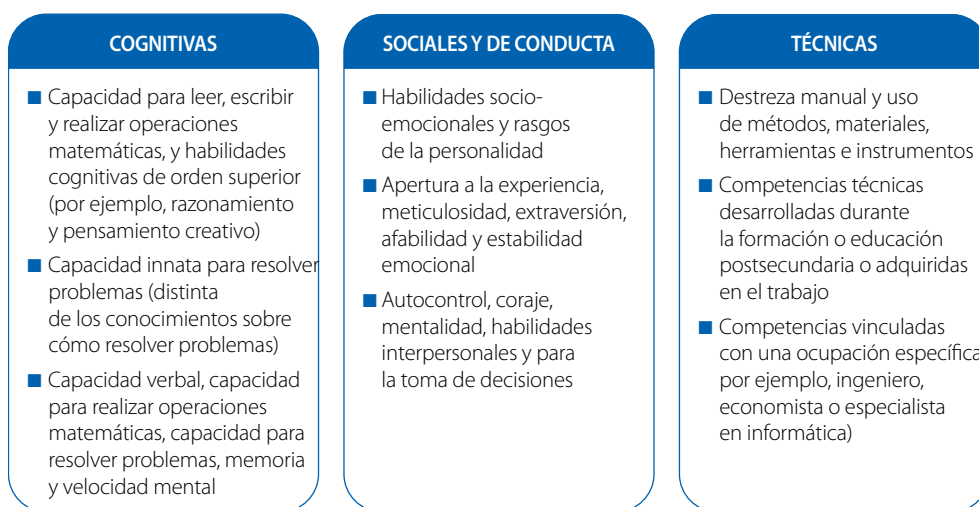 COGNITIVAS
■ Capacidad para leer, escribir
y realizar operaciones
matemáticas, y habilidades
cognitivas de orden superior
(por ejemplo, razonamiento
y pensamiento creativo)
■ Capacidad innata para resolver
problemas (distinta
de los conocimientos sobre
cómo resolver problemas)
■ Capacidad verbal, capacidad
para realizar operaciones
matemáticas, capacidad para
resolver problemas, memoria
y velocidad mental
SOCIALES Y DE CONDUCTA
■ Habilidades socio-
emocionales y rasgos
de la personalidad
■ Apertura a la experiencia,
meticulosidad, extraversión,
afabilidad y estabilidad
emocional
■ Autocontrol, coraje,
mentalidad, habilidades
interpersonales y para
la toma de decisiones
TÉCNICAS
■ Destreza manual y uso
de métodos, materiales,
herramientas e instrumentos
■ Competencias técnicas
desarrolladas durante
la formación o educación
postsecundaria o adquiridas
en el trabajo
■ Competencias vinculadas
con una ocupación específica
por ejemplo, ingeniero,
economista o especialista
en informática)